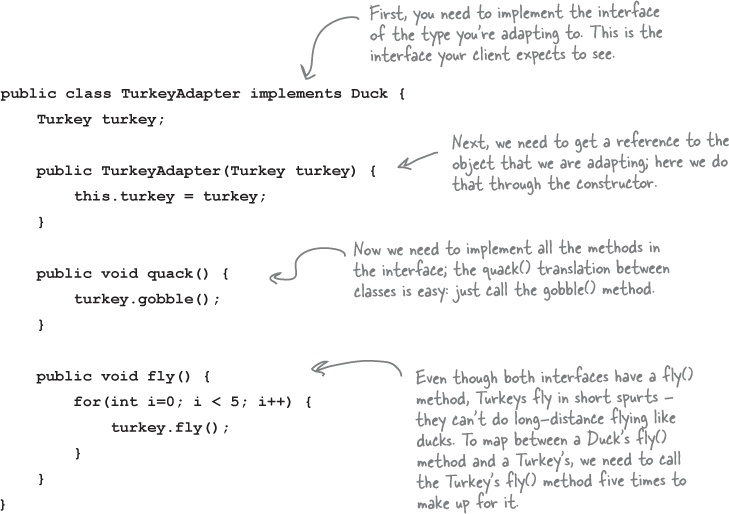 First, you need to implement the interface
of the type you're adapting to. This is the
interface your client expects to see.
public class TurkeyAdapter implements Duck {
Turkey turkey;
Next, we need to get a reference to the
object that we are adapting; here we do
that through the constructor.
public TurkeyAdapter(Turkey turkey) {
this.turkey = turkey;
}
Now we need to implement all the methods in
the interface; the quack() translation between
classes is easy: just call the gobble() method.
public void quack() {
turkey.gobble();
}
Even though both interfaces have a fly()
method, Turkeys fly in short spurts –
they can't do long-distance flying like
ducks. To map between a Duck's fly()
method and a Turkey's, we need to call
the Turkey's fly() method five times to
make up for it.
public void fly() {
for(int i=0; i < 5; i++) {
turkey.fly();
}
}
}